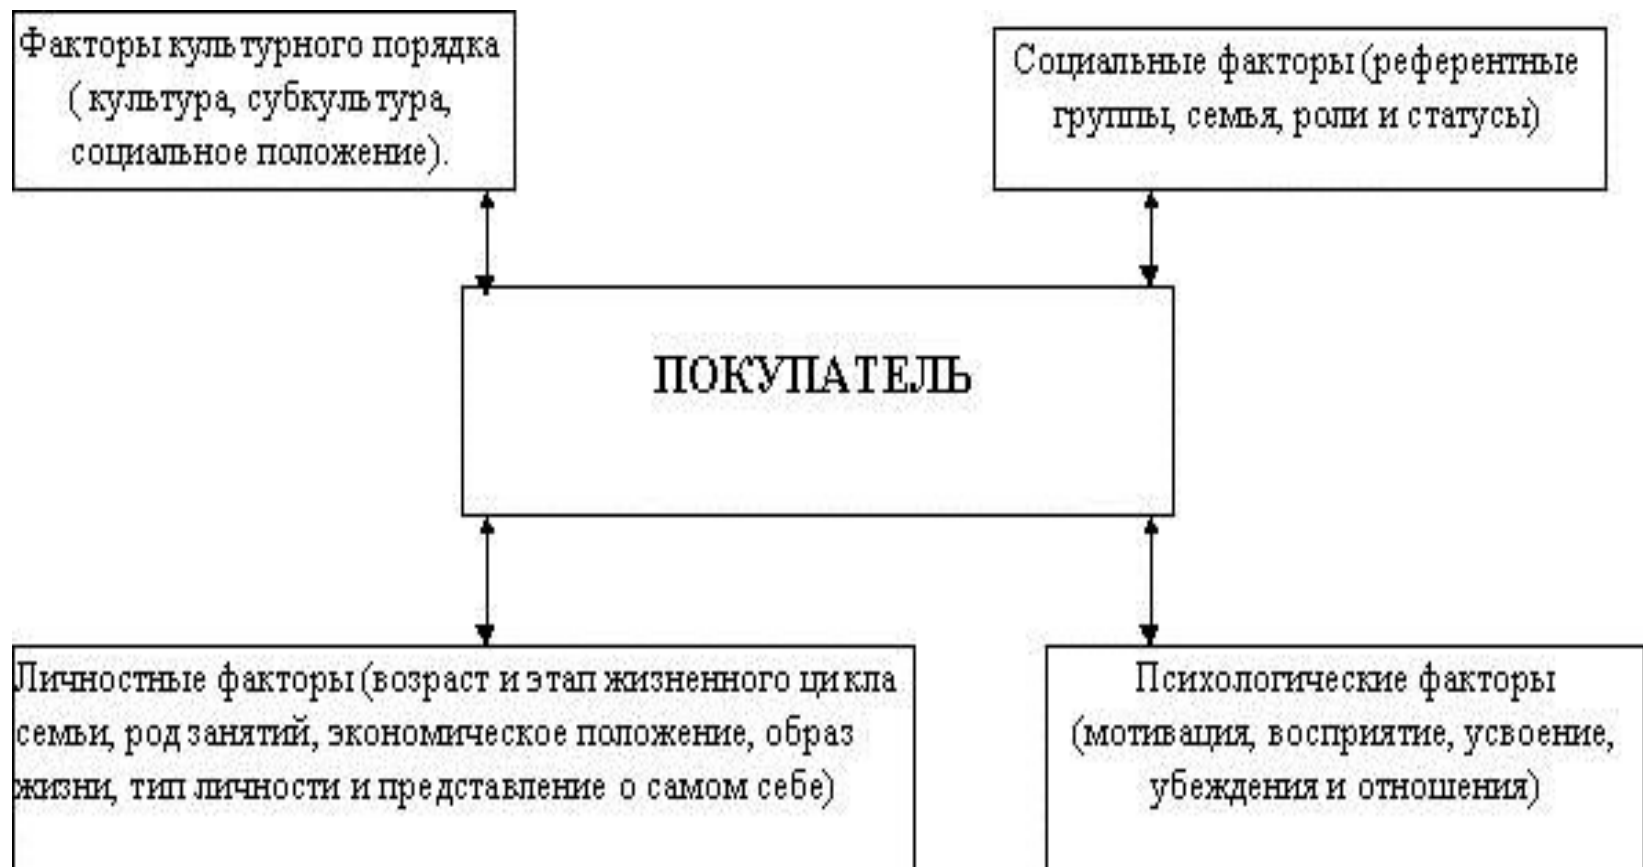 Факторы культурного порядка
( культура, субкультура,
социальное положение).
Социальные факторы (референтные
группы, семья, роли и статусы)
ПОКУПАТЕЛЬ
Личностные факторы (возраст и этап жизненного цикла
семьи, род занятий, экономическое положение, образ
жизни, тип личности и представление о самом себе)
Психологические факторы
(мотивация, восприятие, усвоение,
убеждения и отношения)